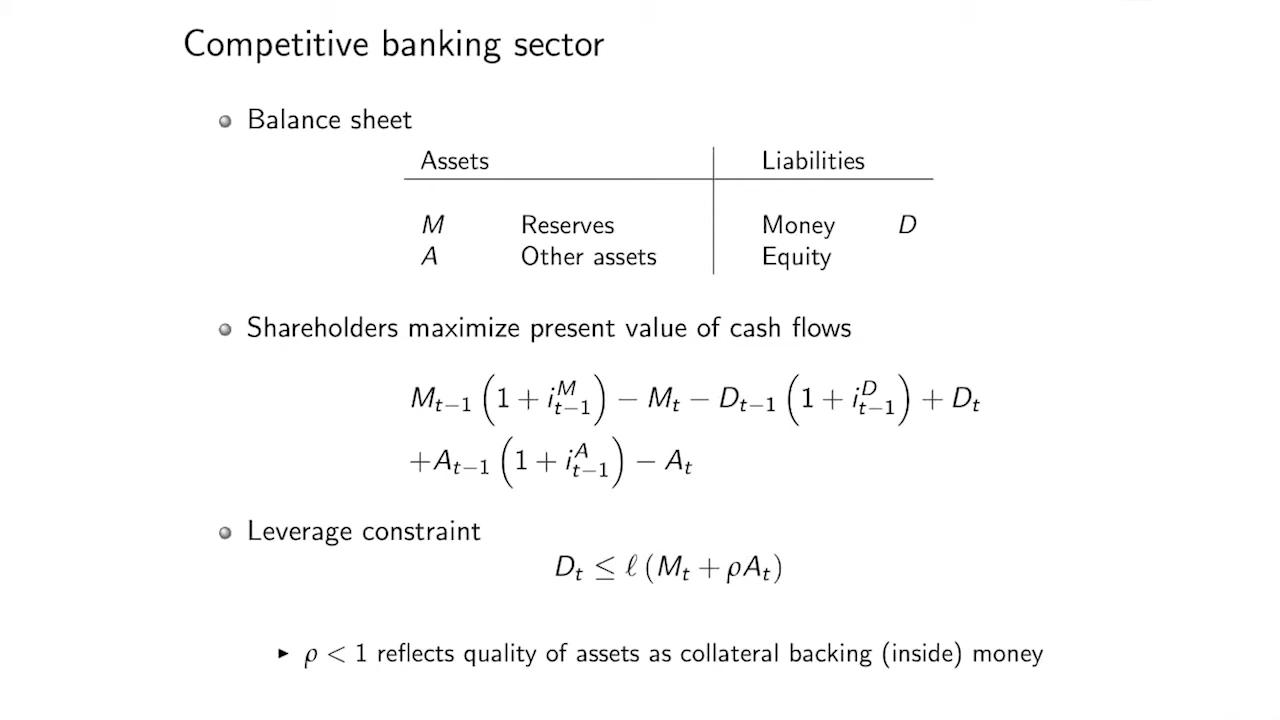 Competitive banking sector
Balance sheet
Assets Liabilities
M Reserves Money D
A Other assets Equity
Shareholders maximize present value of cash flows
M_{t−1} (1 + i^M_{t−1}) − M_t − D_{t−1} (1 + i^D_{t−1}) + D_t
+A_{t−1} (1 + i^A_{t−1}) − A_t
Leverage constraint
D_t ≤ ℓ (M_t + ρA_t)
ρ < 1 reflects quality of assets as collateral backing (inside) money